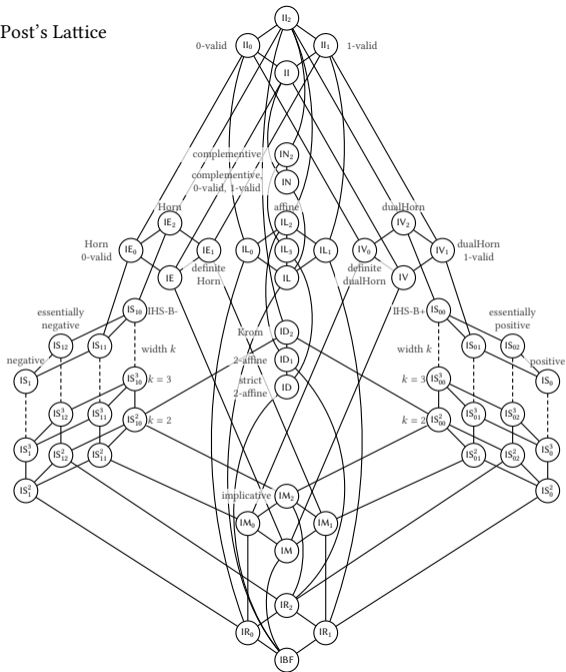 Post's Lattice
II₂
0-valid II₀ II₁ 1-valid
II
complementive IN₂
complementive,
0-valid, 1-valid IN
Horn affine dualHorn
IE₂ IL₂ IV₂
Horn
0-valid IE₀ IE₁ IL₀ IL₃ IL₁ IV₀ IV₁ dualHorn
1-valid
definite
Horn
definite
dualHorn
IE IL IV
essentially
negative
IS₁₀ IHS-B-
IHS-B+ IS₀₀
essentially
positive
Krom ID₂
IS₁₂ IS₁₁ width k
width k IS₀₁ IS₀₂
2-affine ID₁
negative IS₁
positive IS₀
strict
2-affine ID
IS³₁₀ k = 3
k = 3 IS³₀₀
IS³₁₂ IS³₁₁ IS²₁₀ k = 2
k = 2 IS²₀₀ IS³₀₁ IS³₀₂
IS³₁ IS²₁₂ IS²₁₁
IS²₀₁ IS²₀₂ IS³₀
IS²₁ implicative IM₂ IS²₀
IM₀ IM₁
IM
IR₂
IR₀ IR₁
IBF